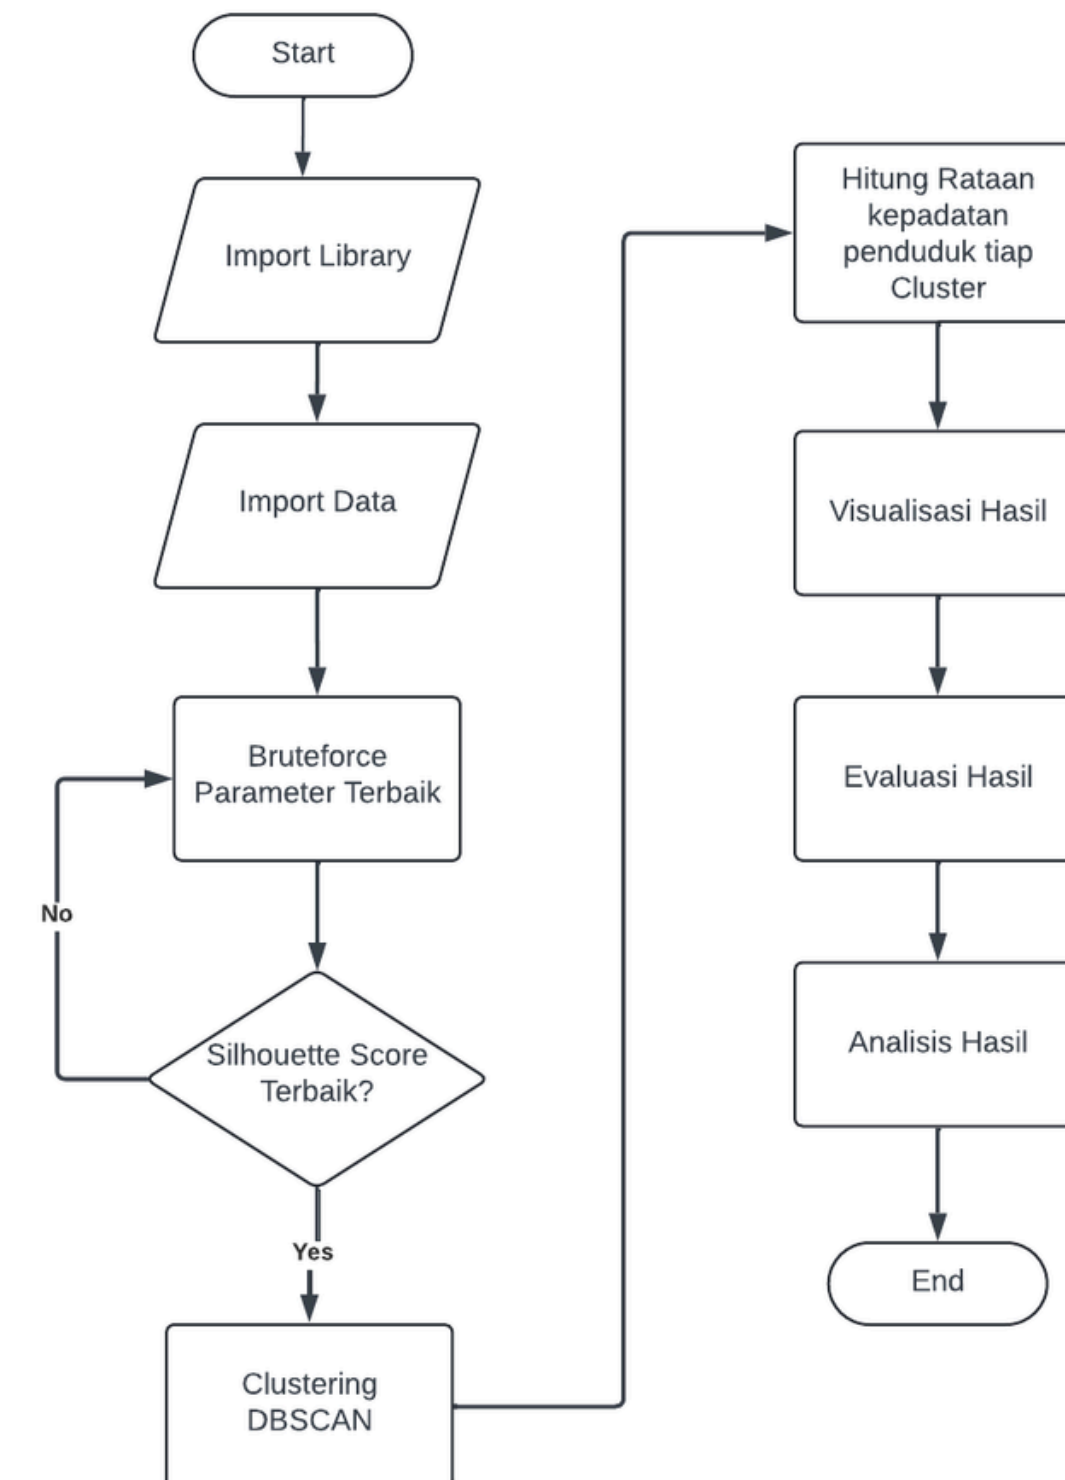 Start
Import Library
Import Data
Bruteforce
Parameter Terbaik
No
Silhouette Score
Terbaik?
Yes
Clustering
DBSCAN
Hitung Rataan
kepadatan
penduduk tiap
Cluster
Visualisasi Hasil
Evaluasi Hasil
Analisis Hasil
End